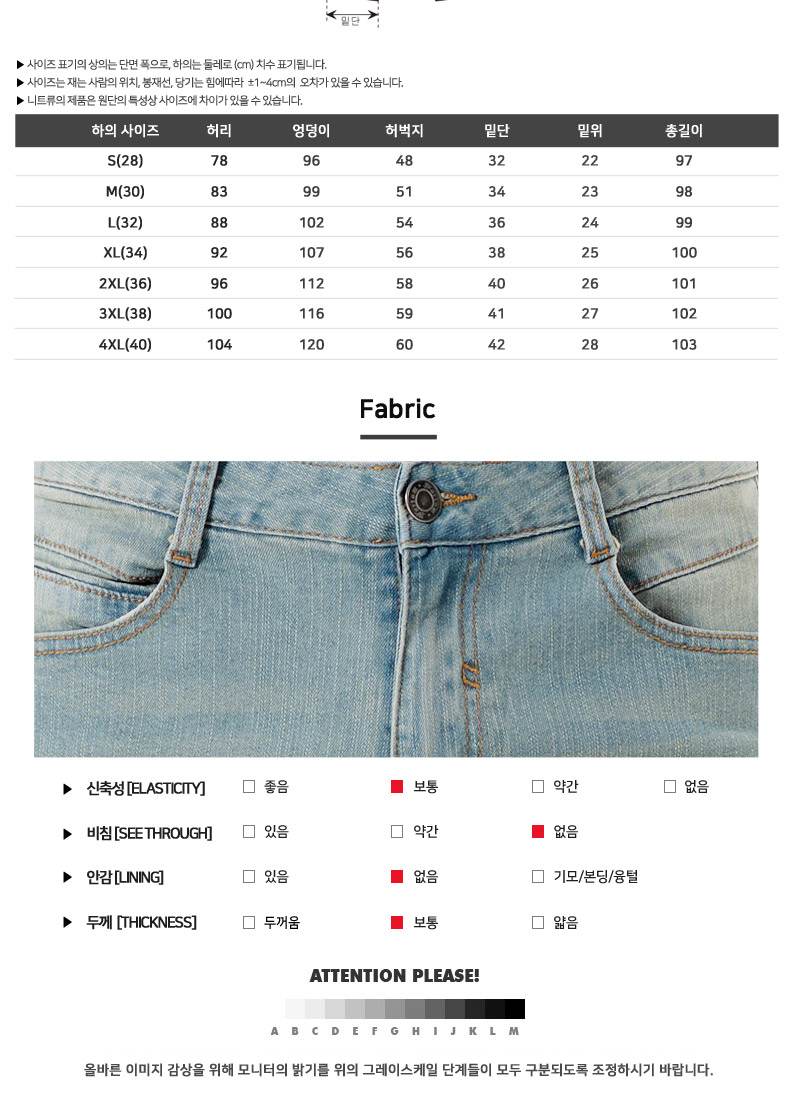 밑단
▶ 사이즈 표기의 상의는 단면 폭으로, 하의는 둘레로 (cm) 치수 표기됩니다.
▶ 사이즈는 재는 사람의 위치, 봉재선, 당기는 힘에따라 ±1~4cm의 오차가 있을 수 있습니다.
▶ 니트류의 제품은 원단의 특성상 사이즈에 차이가 있을 수 있습니다.
하의 사이즈 허리 엉덩이 허벅지 밑단 밑위 총길이
S(28) 78 96 48 32 22 97
M(30) 83 99 51 34 23 98
L(32) 88 102 54 36 24 99
XL(34) 92 107 56 38 25 100
2XL(36) 96 112 58 40 26 101
3XL(38) 100 116 59 41 27 102
4XL(40) 104 120 60 42 28 103
Fabric
▶ 신축성 [ELASTICITY] □ 좋음 ■ 보통 □ 약간 □ 없음
▶ 비침 [SEE THROUGH] □ 있음 □ 약간 ■ 없음
▶ 안감 [LINING] □ 있음 ■ 없음 □ 기모/본딩/융털
▶ 두께 [THICKNESS] □ 두꺼움 ■ 보통 □ 얇음
ATTENTION PLEASE!
A B C D E F G H I J K L M
올바른 이미지 감상을 위해 모니터의 밝기를 위의 그레이스케일 단계들이 모두 구분되도록 조정하시기 바랍니다.